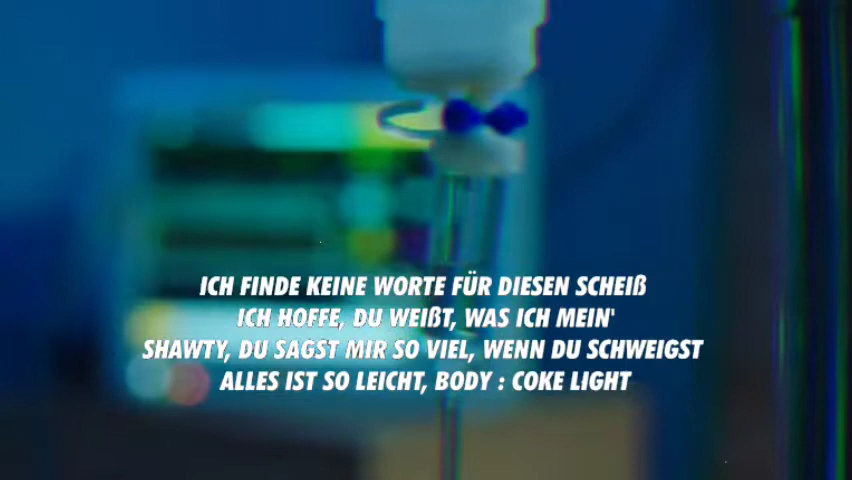 ICH FINDE KEINE WORTE FÜR DIESEN SCHEIß
ICH HOFFE, DU WEIßT, WAS ICH MEIN'
SHAWTY, DU SAGST MIR SO VIEL, WENN DU SCHWEIGST
ALLES IST SO LEICHT, BODY : COKE LIGHT